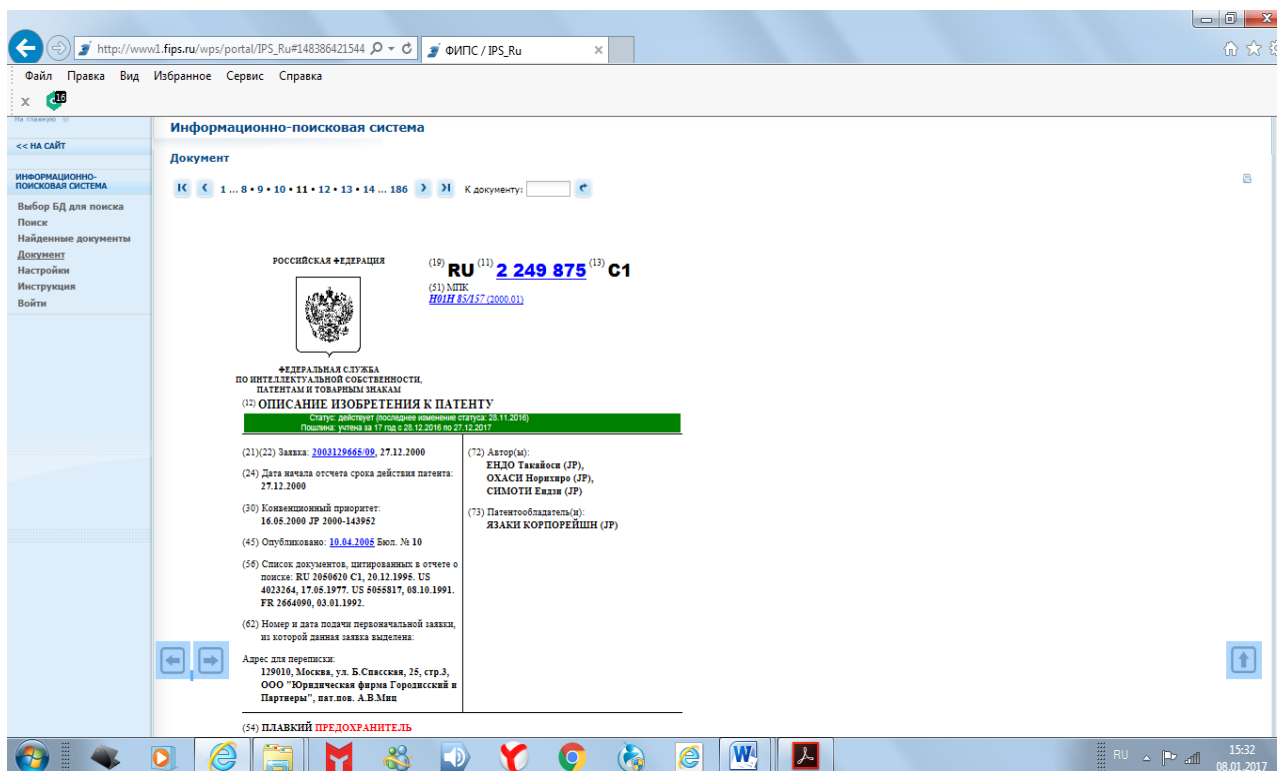 http://www1.fips.ru/wps/portal/IPS_Ru#148386421544
ФИПС / IPS_Ru
Файл Правка Вид Избранное Сервис Справка
x 16
На главную
<< НА САЙТ
ИНФОРМАЦИОННО-
ПОИСКОВАЯ СИСТЕМА
Выбор БД для поиска
Поиск
Найденные документы
Документ
Настройки
Инструкция
Войти
Информационно-поисковая система
Документ
1 ... 8 • 9 • 10 • 11 • 12 • 13 • 14 ... 186 К документу:
РОССИЙСКАЯ ФЕДЕРАЦИЯ
(19) RU (11) 2 249 875 (13) C1
(51) МПК
H01H 85/157 (2000.01)
ФЕДЕРАЛЬНАЯ СЛУЖБА
ПО ИНТЕЛЛЕКТУАЛЬНОЙ СОБСТВЕННОСТИ,
ПАТЕНТАМ И ТОВАРНЫМ ЗНАКАМ
(12) ОПИСАНИЕ ИЗОБРЕТЕНИЯ К ПАТЕНТУ
Статус: действует (последнее изменение статуса: 28.11.2016)
Пошлина: учтена за 17 год с 28.12.2016 по 27.12.2017
(21)(22) Заявка: 2003129665/09, 27.12.2000
(24) Дата начала отсчета срока действия патента:
27.12.2000
(30) Конвенционный приоритет:
16.05.2000 JP 2000-143952
(45) Опубликовано: 10.04.2005 Бюл. № 10
(56) Список документов, цитированных в отчете о
поиске: RU 2050620 C1, 20.12.1995. US
4023264, 17.05.1977. US 5055817, 08.10.1991.
FR 2664090, 03.01.1992.
(62) Номер и дата подачи первоначальной заявки,
из которой данная заявка выделена:
Адрес для переписки:
129010, Москва, ул. Б.Спасская, 25, стр.3,
ООО "Юридическая фирма Городисский и
Партнеры", пат.пов. А.В.Миц
(72) Автор(ы):
ЕНДО Такайоси (JP),
ОХАСИ Норихиро (JP),
СИМОТИ Ендзи (JP)
(73) Патентообладатель(и):
ЯЗАКИ КОРПОРЕЙШН (JP)
(54) ПЛАВКИЙ ПРЕДОХРАНИТЕЛЬ
RU
15:32
08.01.2017